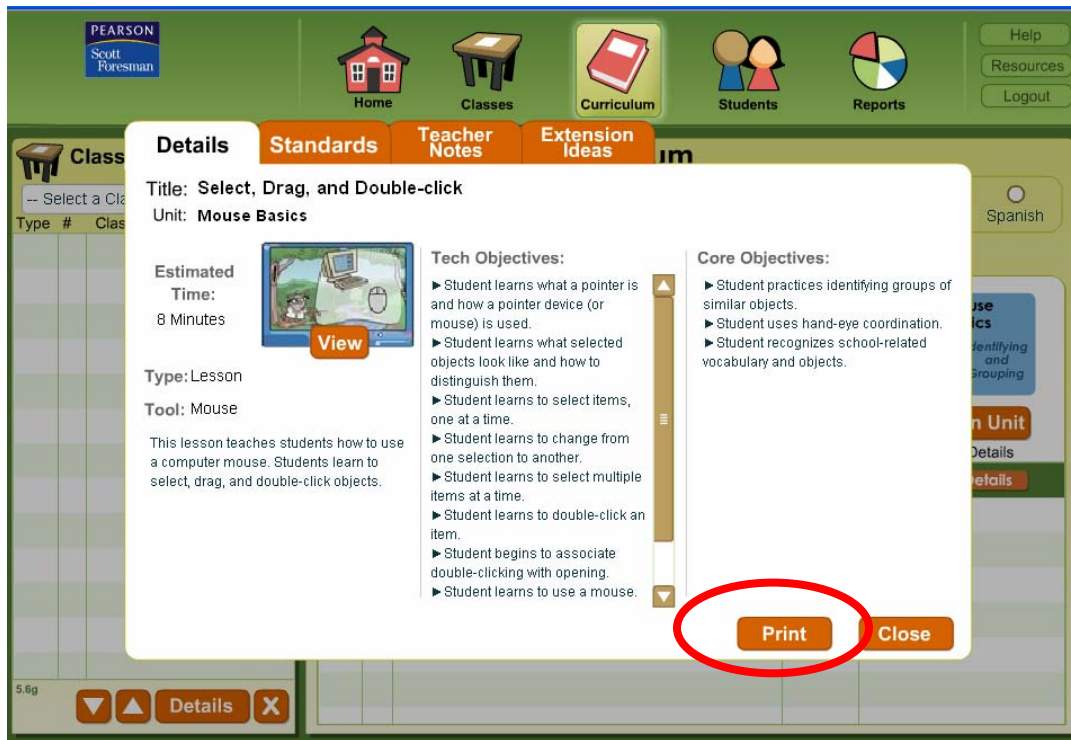 PEARSON
Scott
Foresman
Home
Classes
Curriculum
Students
Reports
Help
Resources
Logout
Details
Standards
Teacher
Notes
Extension
Ideas
um
Class
-- Select a Cla
Type # Clas
Spanish
Title: Select, Drag, and Double-click
Unit: Mouse Basics
Estimated
Time:
8 Minutes
View
Type: Lesson
Tool: Mouse
This lesson teaches students how to use
a computer mouse. Students learn to
select, drag, and double-click objects.
Tech Objectives:
►Student learns what a pointer is
and how a pointer device (or
mouse) is used.
►Student learns what selected
objects look like and how to
distinguish them.
►Student learns to select items,
one at a time.
►Student learns to change from
one selection to another.
►Student learns to select multiple
items at a time.
►Student learns to double-click an
item.
►Student begins to associate
double-clicking with opening.
►Student learns to use a mouse.
Core Objectives:
►Student practices identifying groups of
similar objects.
►Student uses hand-eye coordination.
►Student recognizes school-related
vocabulary and objects.
use
ics
dentifying
and
Grouping
n Unit
Details
etails
Print
Close
5.6g
Details
X